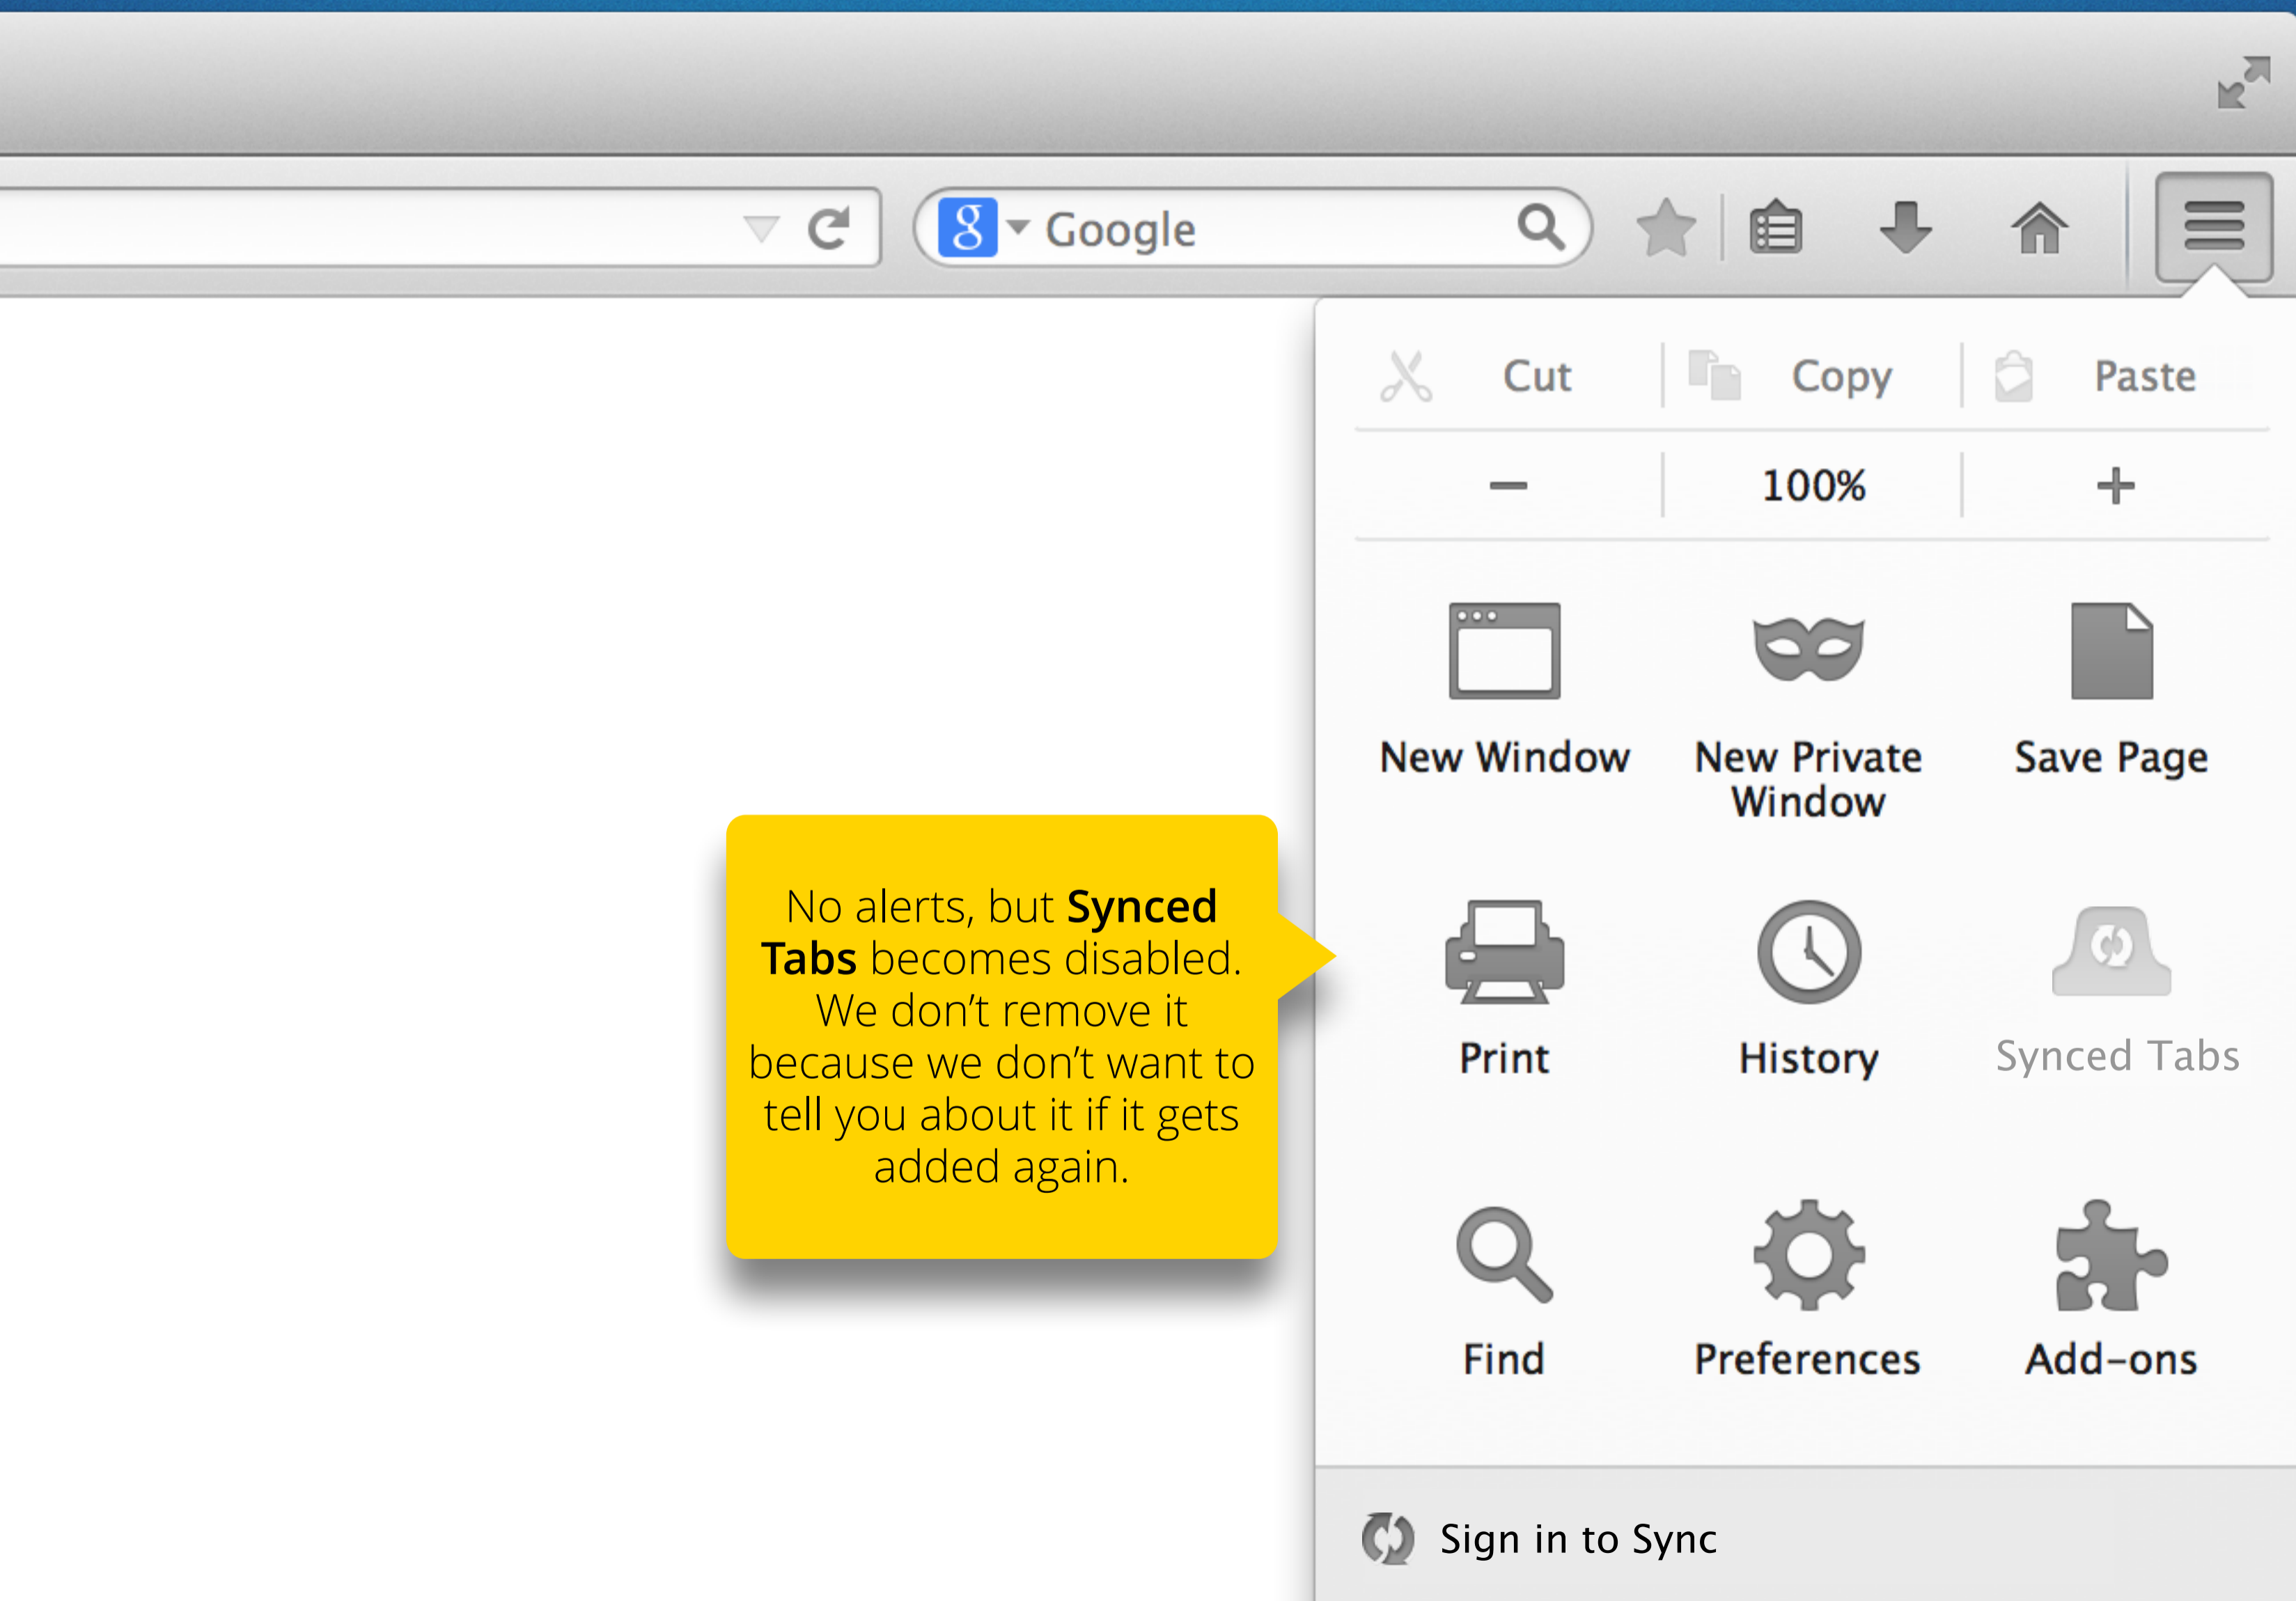 g Google
Cut Copy Paste
100%
New Window New Private Window Save Page
No alerts, but Synced
Tabs becomes disabled.
We don’t remove it
because we don’t want to
tell you about it if it gets
added again.
Print History Synced Tabs
Find Preferences Add-ons
Sign in to Sync